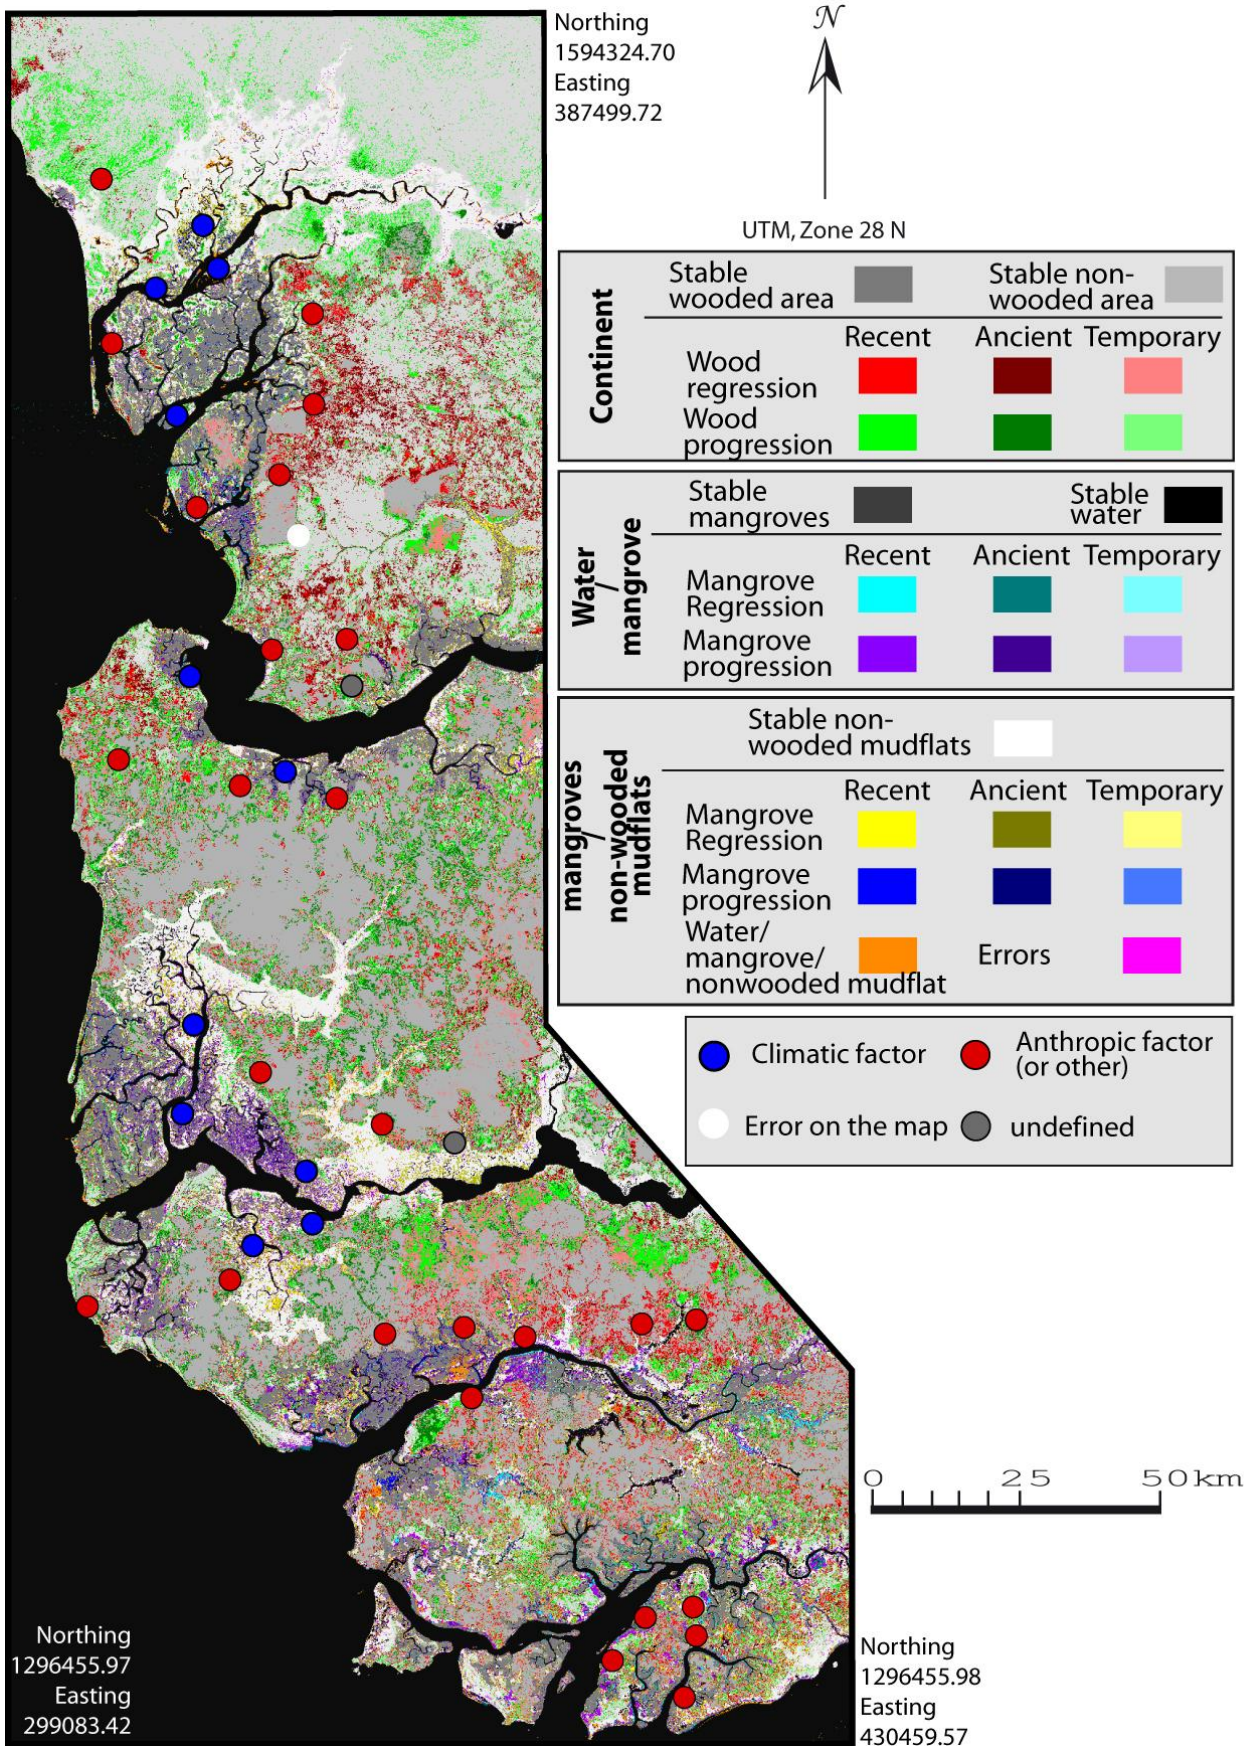 Northing
1594324.70
Easting
387499.72
N
UTM, Zone 28 N
Continent
Stable
wooded area
Stable non-
wooded area
Recent Ancient Temporary
Wood
regression
Wood
progression
Water
/
mangrove
Stable
mangroves
Stable
water
Recent Ancient Temporary
Mangrove
Regression
Mangrove
progression
mangroves
/
non-wooded
mudflats
Stable non-
wooded mudflats
Recent Ancient Temporary
Mangrove
Regression
Mangrove
progression
Water/
mangrove/
nonwooded mudflat
Errors
Climatic factor
Anthropic factor
(or other)
Error on the map
undefined
0 25 50 km
Northing
1296455.97
Easting
299083.42
Northing
1296455.98
Easting
430459.57